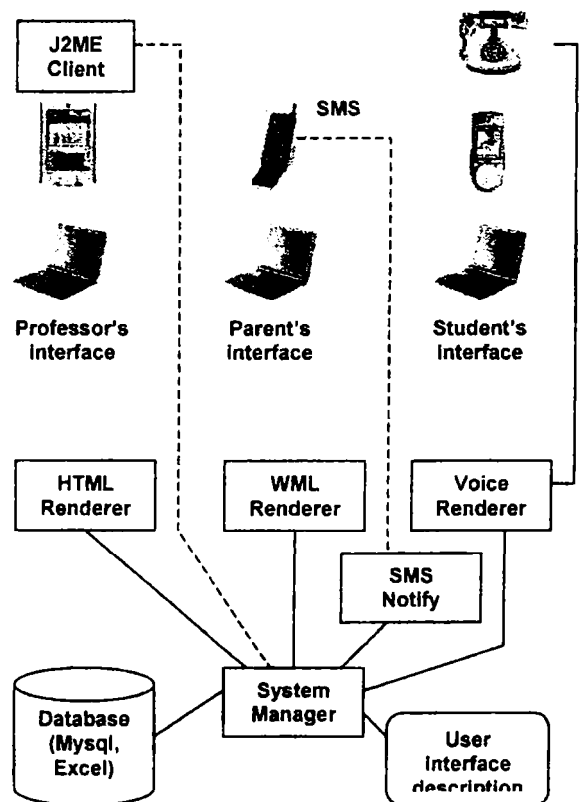 J2ME
Client
SMS
Professor's
interface
Parent's
interface
Student's
interface
HTML
Renderer
WML
Renderer
Voice
Renderer
SMS
Notify
System
Manager
Database
(Mysql,
Excel)
User
interface
description